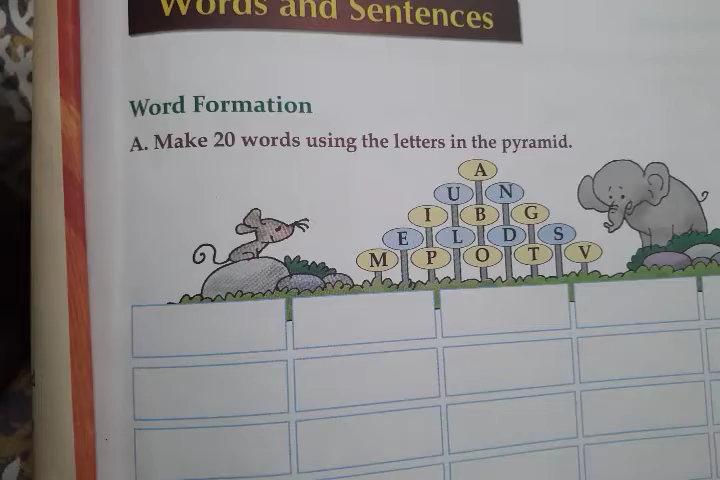 Words and Sentences
Word Formation
A. Make 20 words using the letters in the pyramid.
A
U N
I B G
E L D S
M P O T V